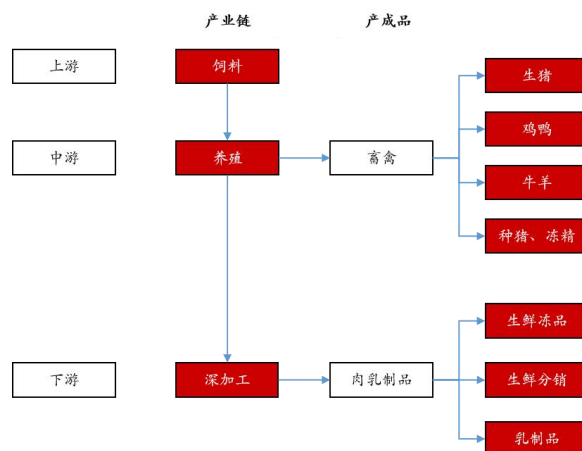 产业链
产成品
上游
饲料
生猪
鸡鸭
中游
养殖
畜禽
牛羊
种猪、冻精
生鲜冻品
下游
深加工
肉乳制品
生鲜分销
乳制品